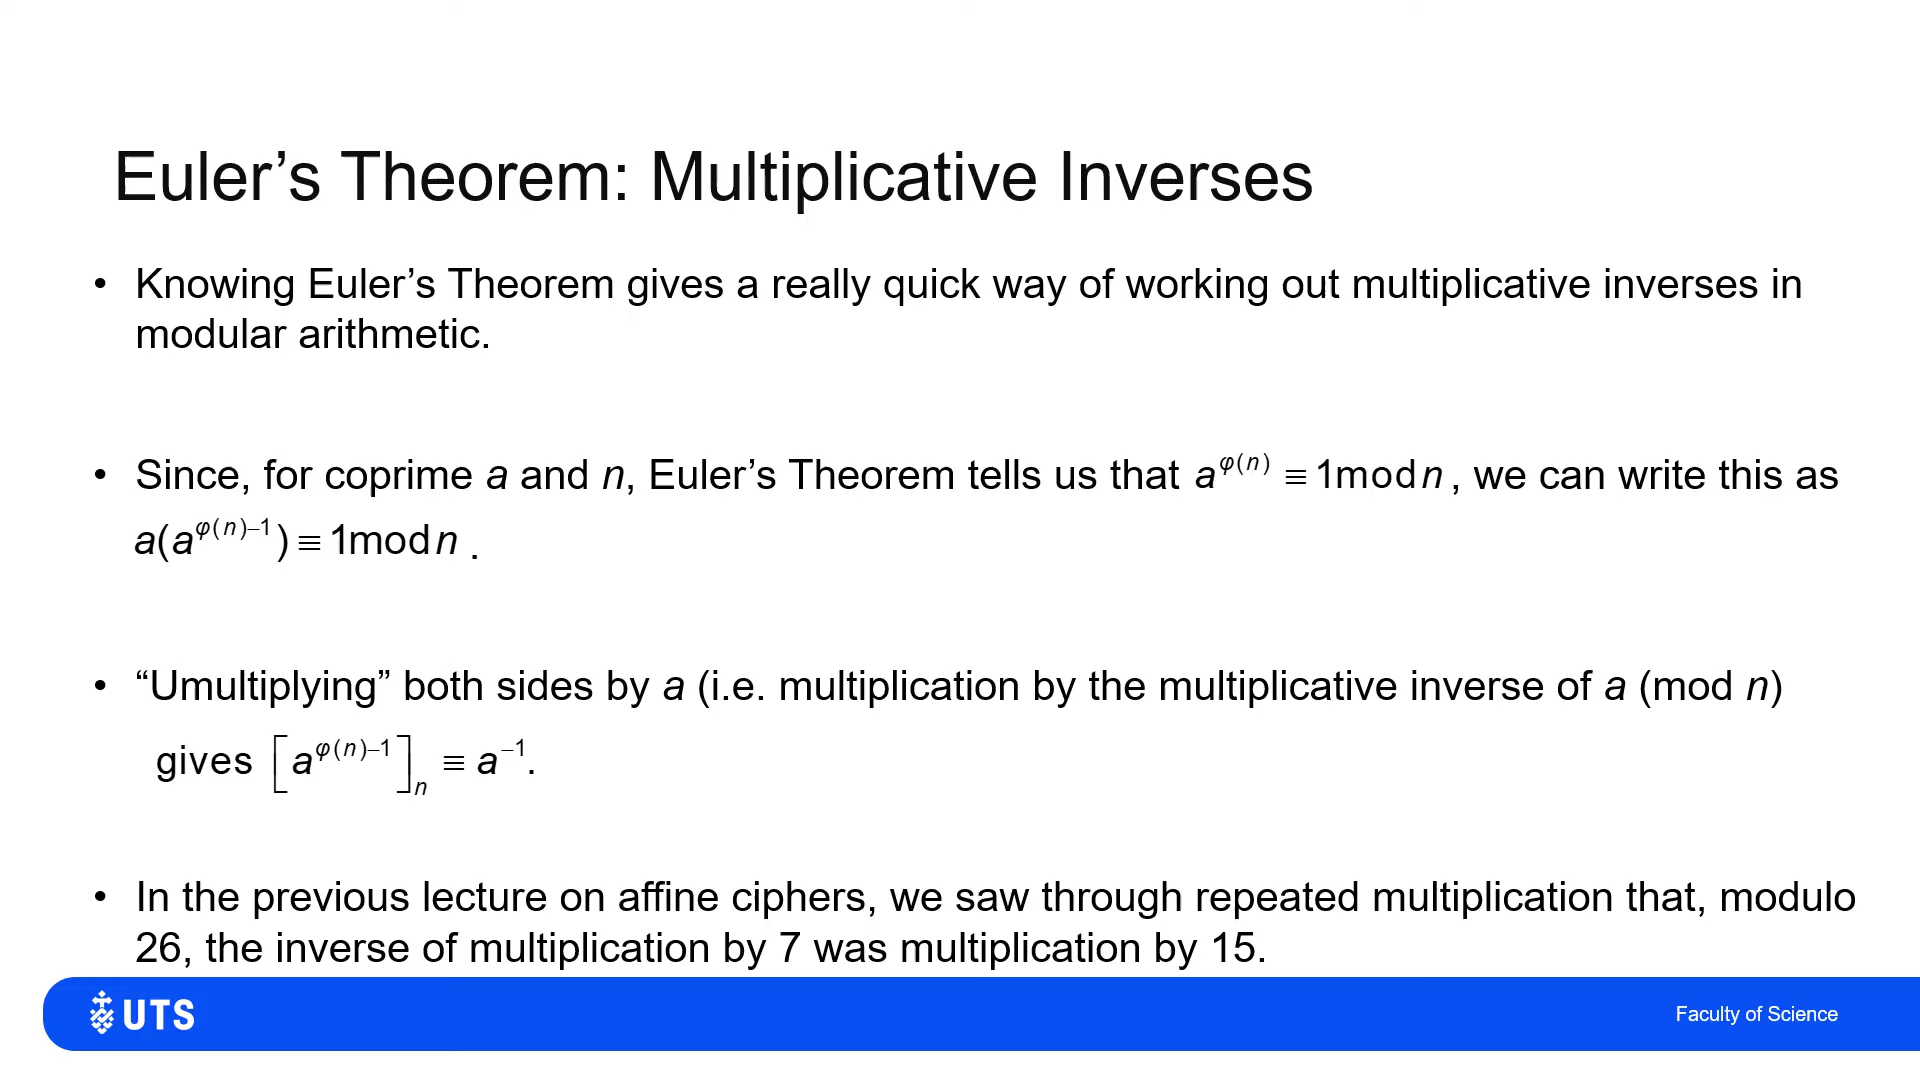 Euler’s Theorem: Multiplicative Inverses
• Knowing Euler’s Theorem gives a really quick way of working out multiplicative inverses in
modular arithmetic.
• Since, for coprime a and n, Euler’s Theorem tells us that a^φ(n) ≡ 1mod n, we can write this as
a(a^φ(n)−1) ≡ 1mod n .
• “Umultiplying” both sides by a (i.e. multiplication by the multiplicative inverse of a (mod n)
gives [a^φ(n)−1]_n ≡ a^−1.
• In the previous lecture on affine ciphers, we saw through repeated multiplication that, modulo
26, the inverse of multiplication by 7 was multiplication by 15.
UTS
Faculty of Science